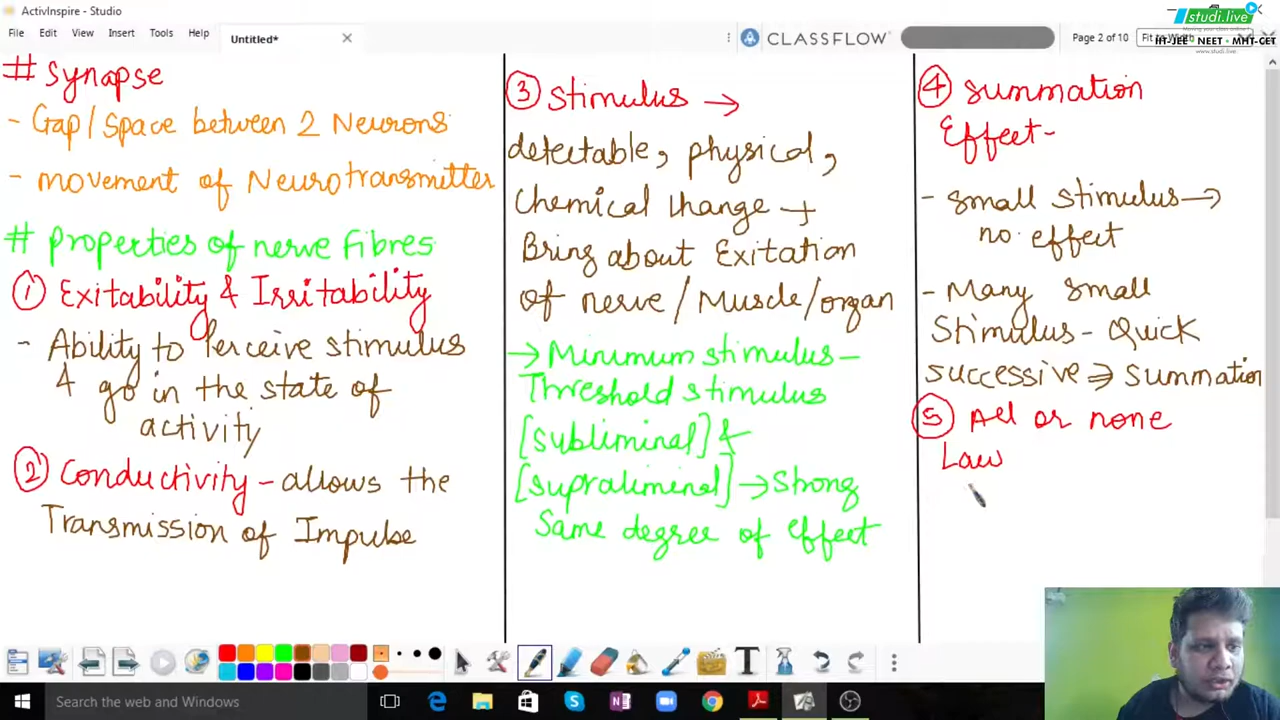 ActivInspire - Studio
File Edit View Insert Tools Help
Untitled*
CLASSFLOW
Page 2 of 10
studi.live
IIT-JEE NEET MHT-CET
www.studi.live
# Synapse
- Gap/Space between 2 Neurons
- movement of Neurotransmitter
# Properties of nerve fibres
① Exitability & Irritability
- Ability to Perceive stimulus
& go in the state of
activity
② Conductivity - allows the
Transmission of Impulse
③ Stimulus →
detectable, physical,
Chemical change +
Bring about Exitation
of nerve / Muscle/organ
→ Minimum stimulus -
Threshold stimulus
[subliminal] &
[supraliminal] → Strong
Same degree of effect
④ Summation
Effect-
- small stimulus →
no effect
- Many small
Stimulus - Quick
successive ⇒ summation
⑤ All or none
Law
Search the web and Windows